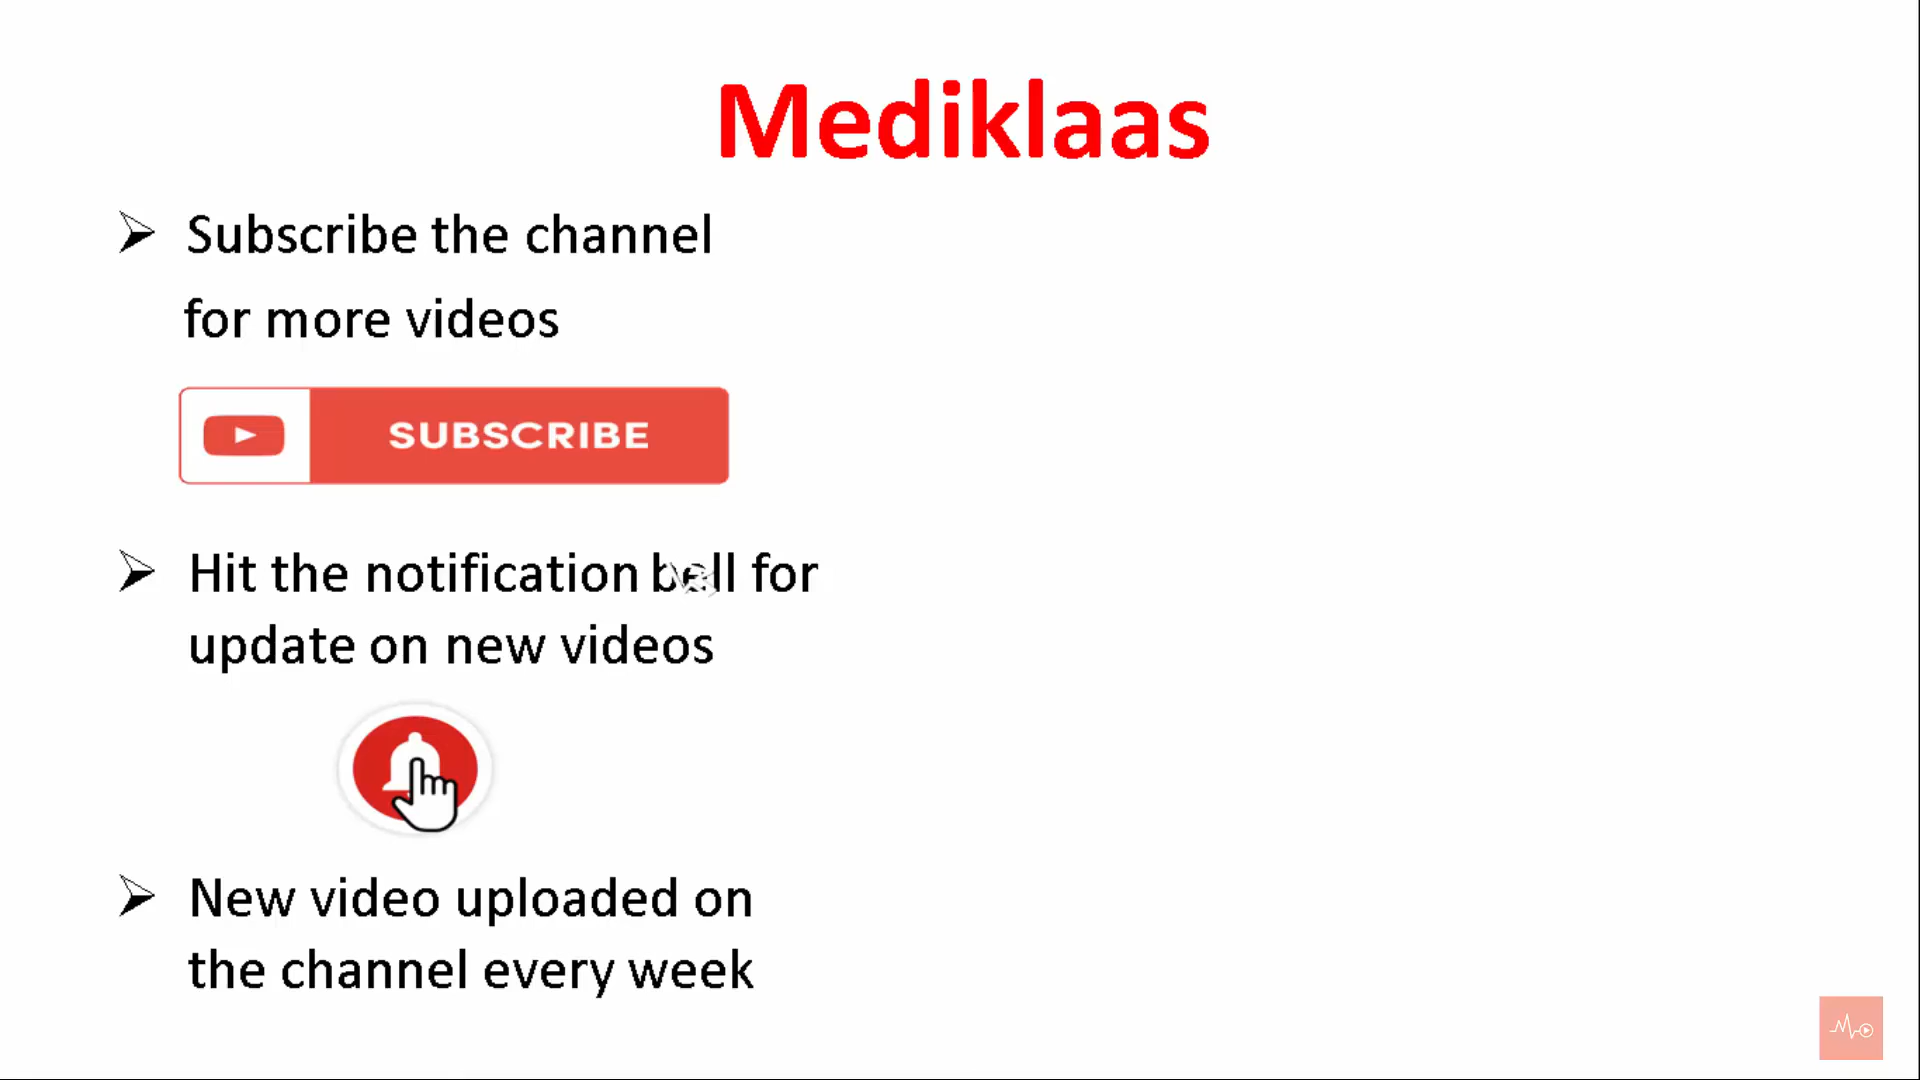 Mediklaas
Subscribe the channel
for more videos
SUBSCRIBE
Hit the notification bell for
update on new videos
New video uploaded on
the channel every week